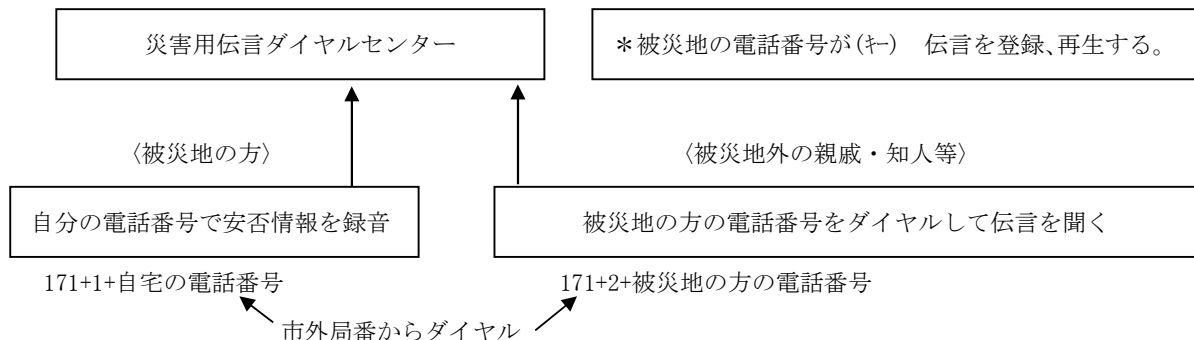 災害用伝言ダイヤルセンター
＊被災地の電話番号が(ｷｰ)　伝言を登録、再生する。
〈被災地の方〉
〈被災地外の親戚・知人等〉
自分の電話番号で安否情報を録音
被災地の方の電話番号をダイヤルして伝言を聞く
171+1+自宅の電話番号
171+2+被災地の方の電話番号
市外局番からダイヤル